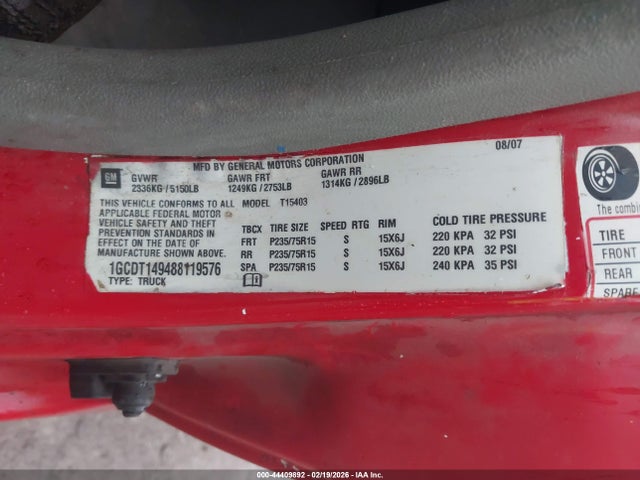 MFD BY GENERAL MOTORS CORPORATION
08/07
GM
GVWR GAWR FRT GAWR RR
2336KG / 5150LB 1249KG / 2753LB 1314KG / 2896LB
THIS VEHICLE CONFORMS TO ALL MODEL T15403
APPLICABLE FEDERAL MOTOR
VEHICLE SAFETY AND THEFT
PREVENTION STANDARDS IN
EFFECT ON THE DATE OF
MANUFACTURE SHOWN ABOVE.
1GCDT149488119576
TYPE: TRUCK
TBCX TIRE SIZE SPEED RTG RIM COLD TIRE PRESSURE
FRT P235/75R15 S 15X6J 220 KPA 32 PSI
RR P235/75R15 S 15X6J 220 KPA 32 PSI
SPA P235/75R15 S 15X6J 240 KPA 35 PSI
The combin
TIRE
FRONT
REAR
SPARE
000-44409892 - 02/19/2026 - IAAI.CA